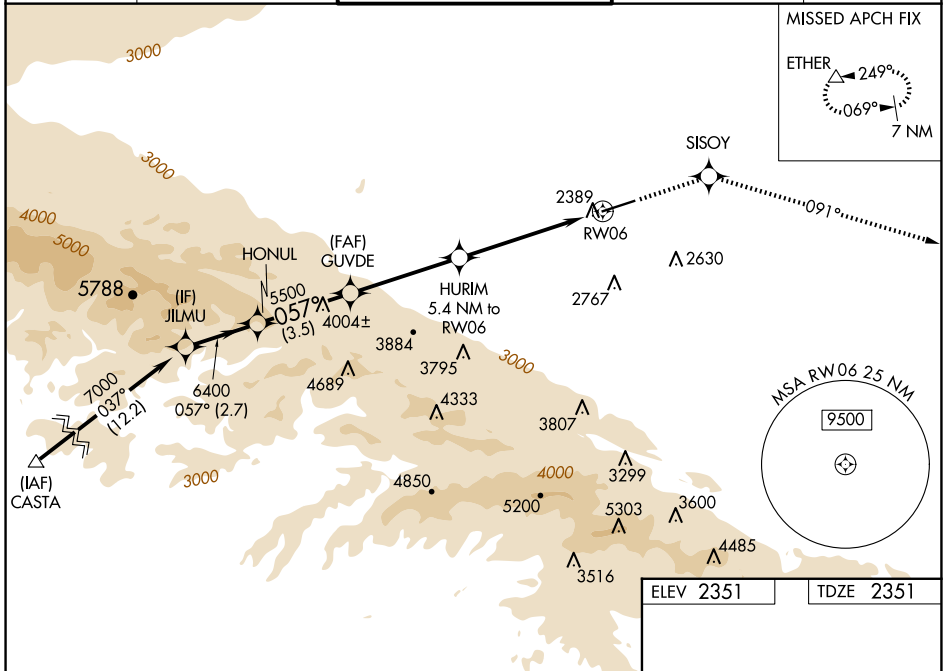 MISSED APCH FIX
ETHER
249°
069°
7 NM
3000
3000
SISOY
2389
RW06
091°
4000
5000
HONUL
(FAF)
GUVDE
2630
5788
(IF)
JILMU
5500
057°
(3.5)
4004±
HURIM
5.4 NM to
RW06
2767
3884
3795
3000
4689
6400
057° (2.7)
7000
037°
(12.2)
4333
3807
MSA RW06 25 NM
9500
(IAF)
CASTA
3000
4850
4000
5200
3299
5303
3600
4485
3516
ELEV 2351
TDZE 2351